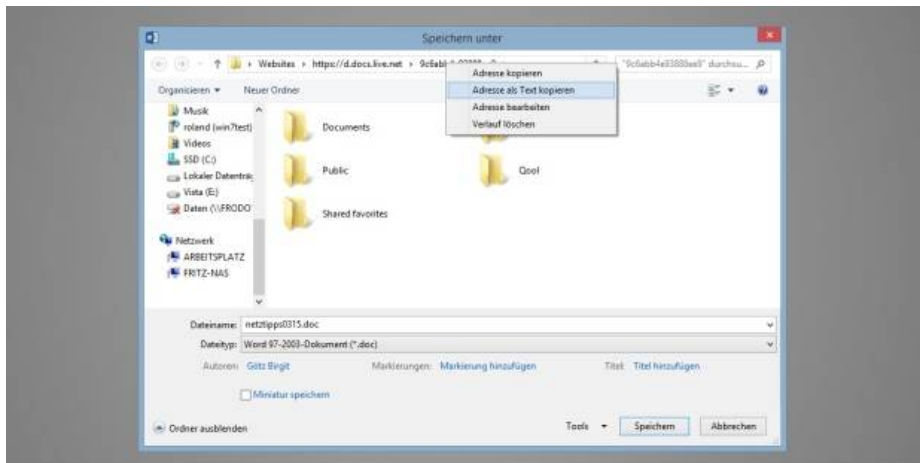 Speichern unter
Websites › https://d.docs.live.net ›
Adresse kopieren
Adresse als Text kopieren
Adresse bearbeiten
Verlauf löschen
Organisieren Neuer Ordner
Musik
roland (win7test)
Videos
SSD (C:)
Lokaler Datenträg
Vista (E:)
Daten (\\FRODO
Netzwerk
ARBEITSPLATZ
FRITZ-NAS
Documents
Public
Qool
Shared favorites
Dateiname: netztipps0315.doc
Dateityp: Word 97-2003-Dokument (*.doc)
Autoren: Götz Birgit Markierungen: Markierung hinzufügen Titel: Titel hinzufügen
Miniatur speichern
Ordner ausblenden Tools Speichern Abbrechen